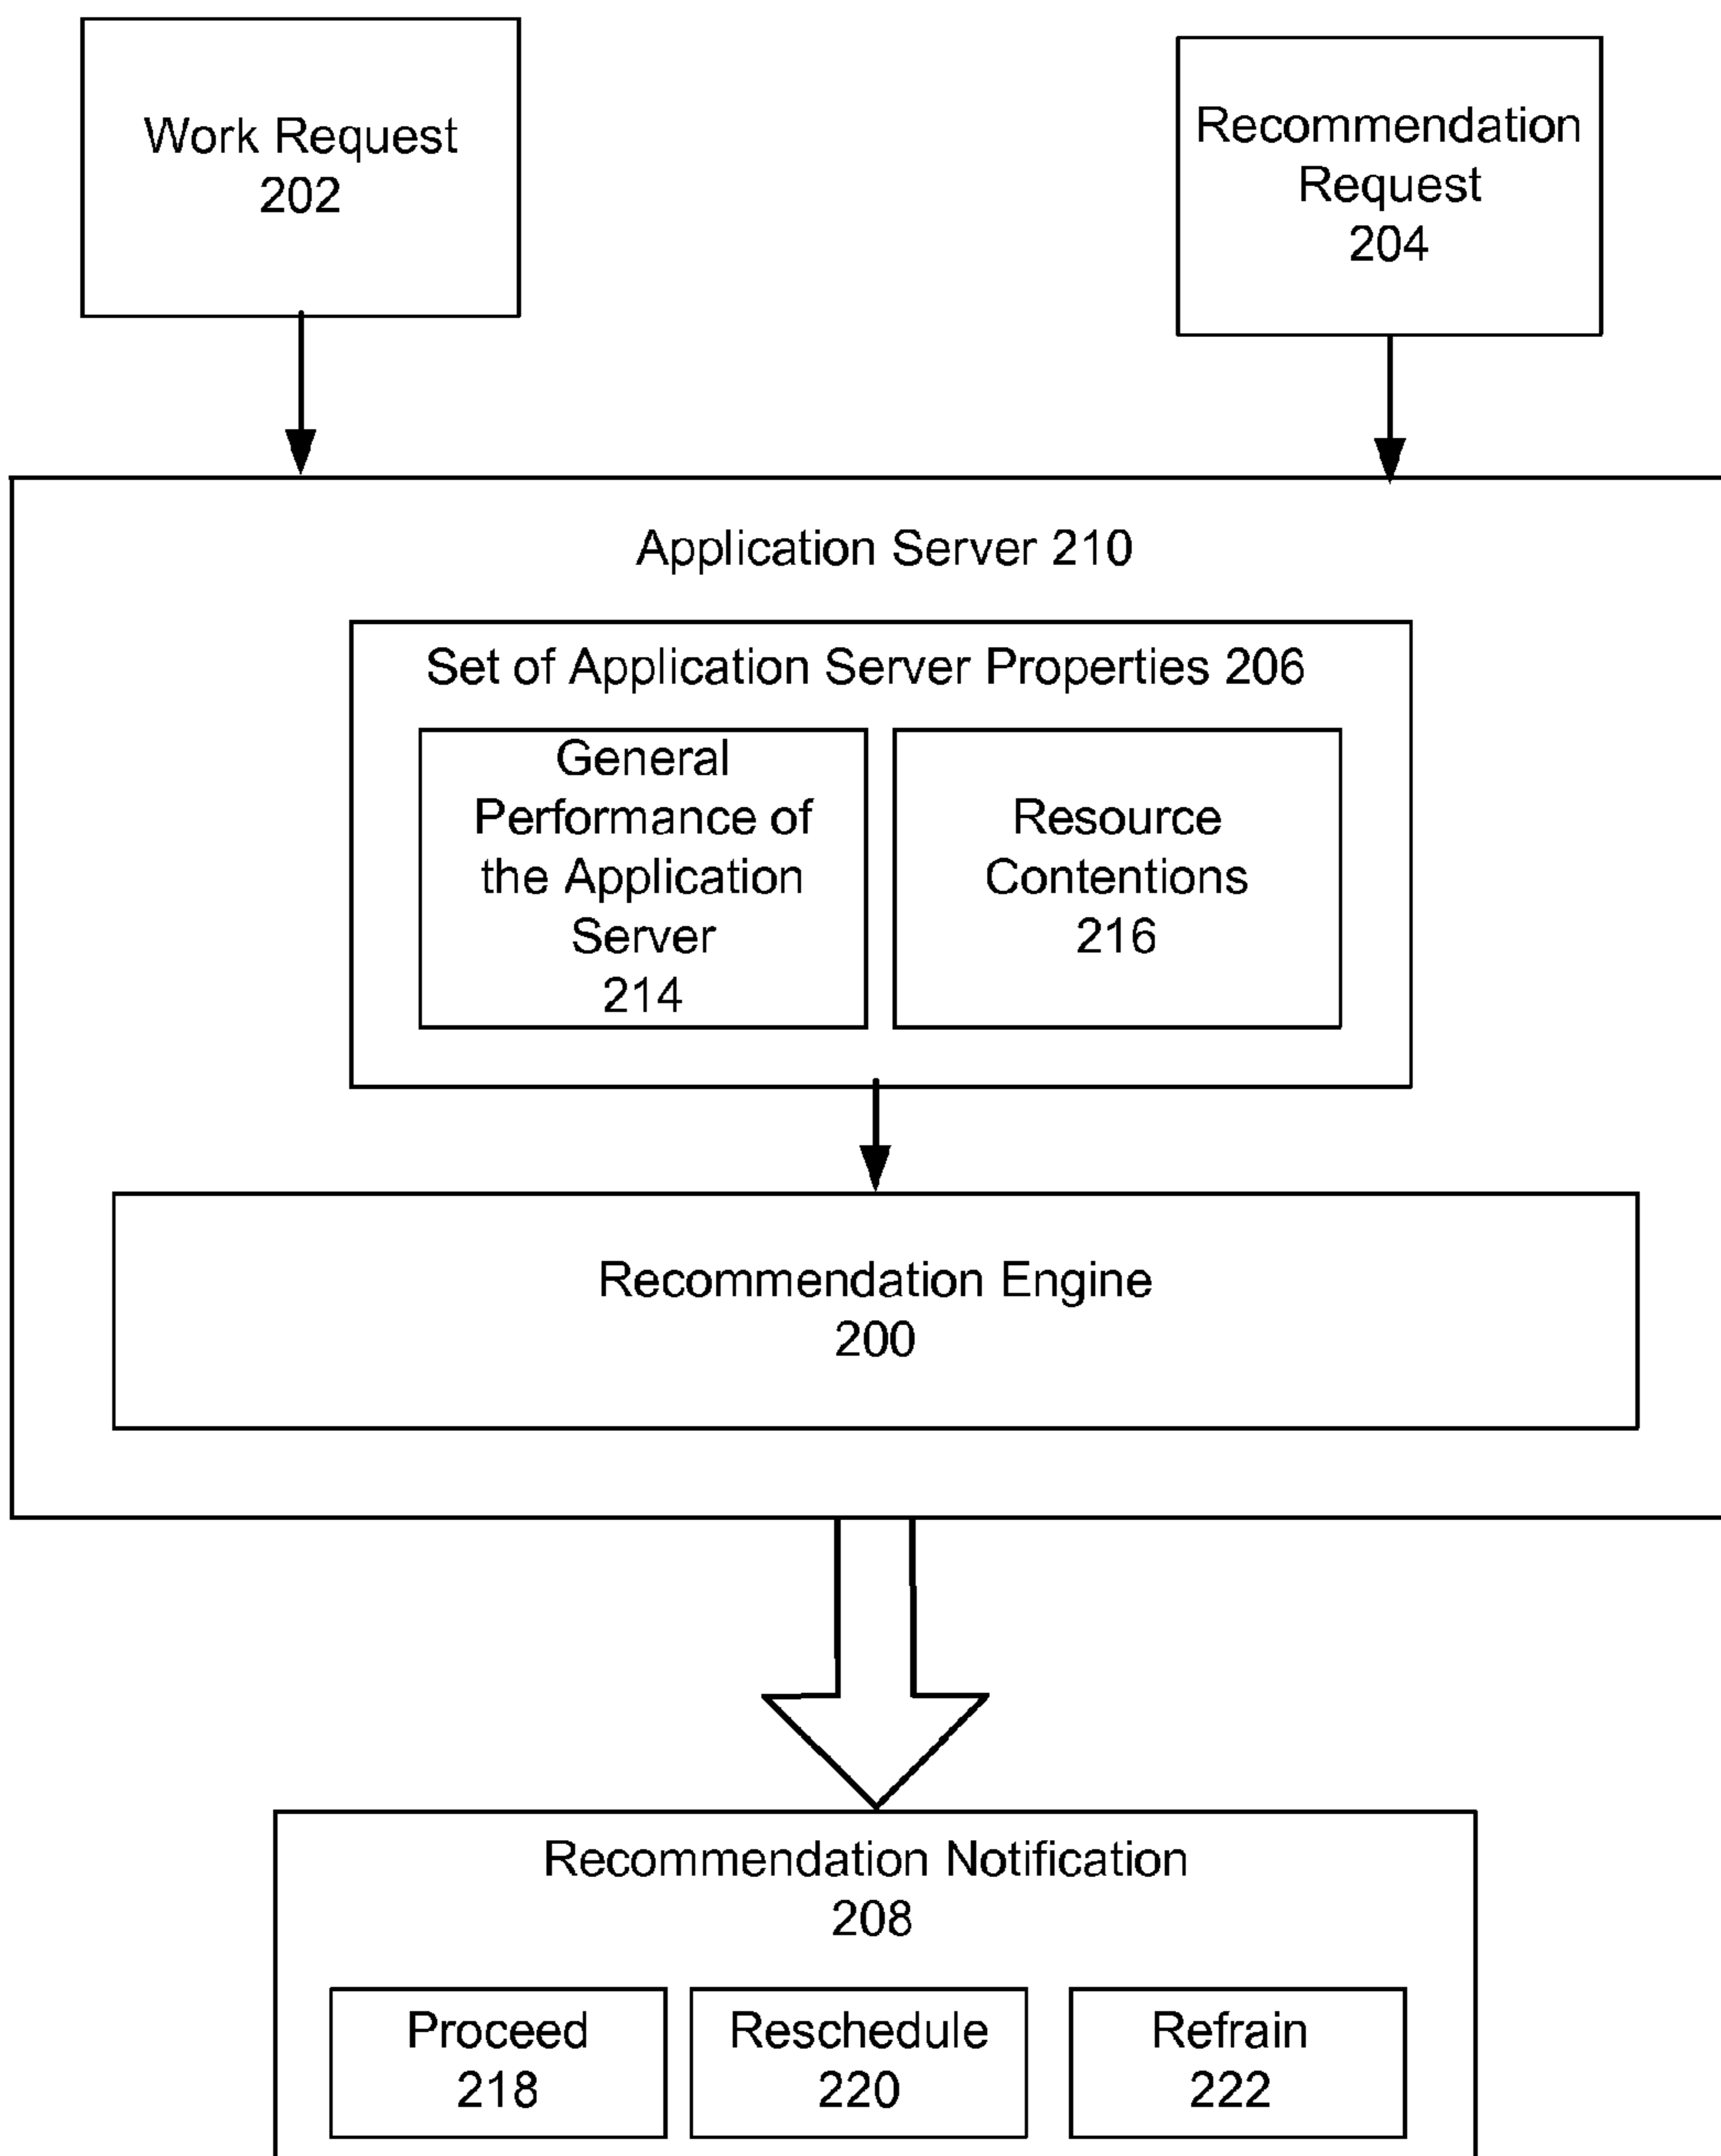 Work Request
202
Recommendation
Request
204
Application Server 210
Set of Application Server Properties 206
General
Performance of
the Application
Server
214
Resource
Contentions
216
Recommendation Engine
200
Recommendation Notification
208
Proceed
218
Reschedule
220
Refrain
222